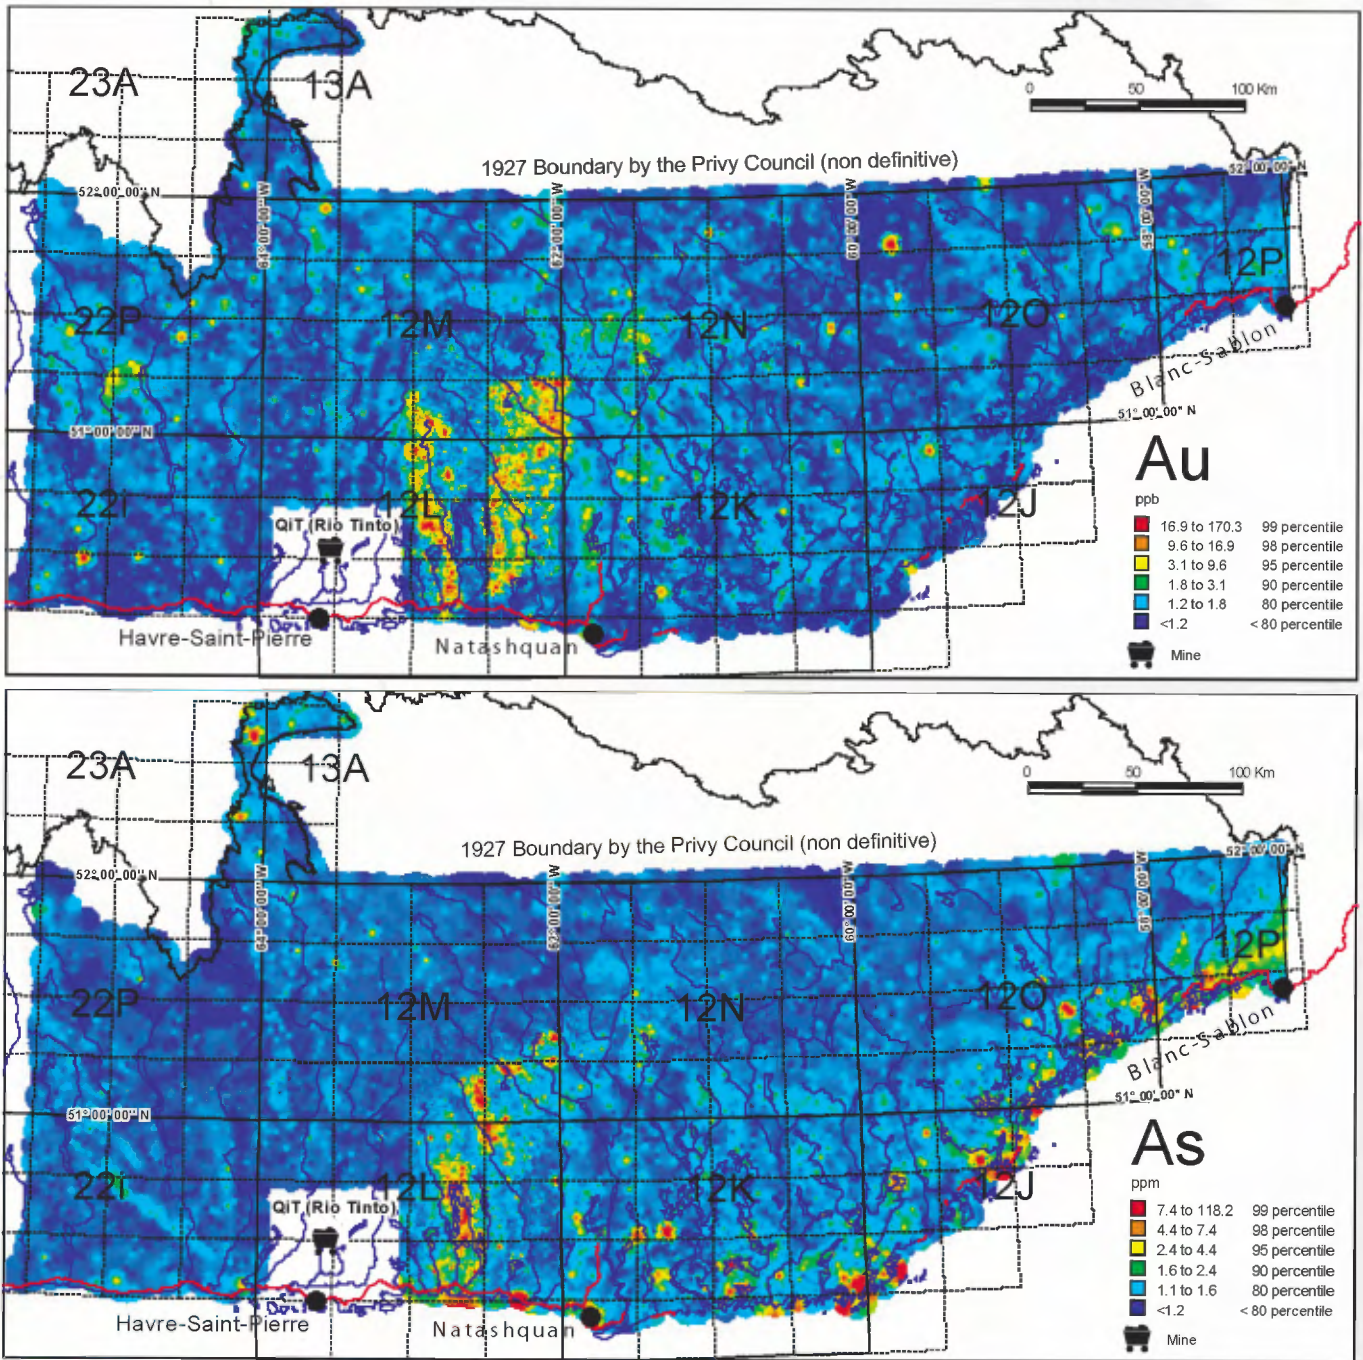 23A
13A
0 50 100 Km
1927 Boundary by the Privy Council (non definitive)
52° 00' 00" N
52° 00' 00" N
64° 00' 00" W
62° 00' 00" W
60° 00' 00" W
58° 00' 00" W
12P
22P
12M
12N
12O
Blanc-Sablon
51° 00' 00" N
51° 00' 00" N
22I
12L
12K
12J
QiT (Rio Tinto)
Havre-Saint-Pierre
Natashquan
Au
ppb
16.9 to 170.3 99 percentile
9.6 to 16.9 98 percentile
3.1 to 9.6 95 percentile
1.8 to 3.1 90 percentile
1.2 to 1.8 80 percentile
<1.2 < 80 percentile
Mine
23A
13A
0 50 100 Km
1927 Boundary by the Privy Council (non definitive)
52° 00' 00" N
52° 00' 00" N
64° 00' 00" W
62° 00' 00" W
60° 00' 00" W
58° 00' 00" W
12P
22P
12M
12N
12O
Blanc-Sablon
51° 00' 00" N
51° 00' 00" N
22I
12L
12K
12J
QiT (Rio Tinto)
Havre-Saint-Pierre
Natashquan
As
ppm
7.4 to 118.2 99 percentile
4.4 to 7.4 98 percentile
2.4 to 4.4 95 percentile
1.6 to 2.4 90 percentile
1.1 to 1.6 80 percentile
<1.2 < 80 percentile
Mine